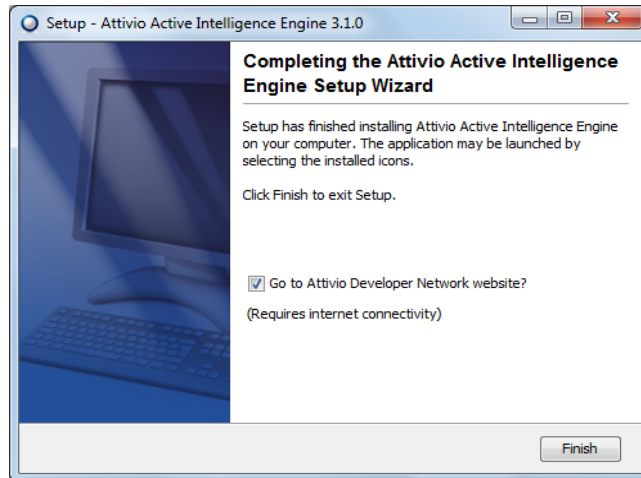 Setup - Attivio Active Intelligence Engine 3.1.0
Completing the Attivio Active Intelligence
Engine Setup Wizard
Setup has finished installing Attivio Active Intelligence Engine
on your computer. The application may be launched by
selecting the installed icons.
Click Finish to exit Setup.
Go to Attivio Developer Network website?
(Requires internet connectivity)
Finish